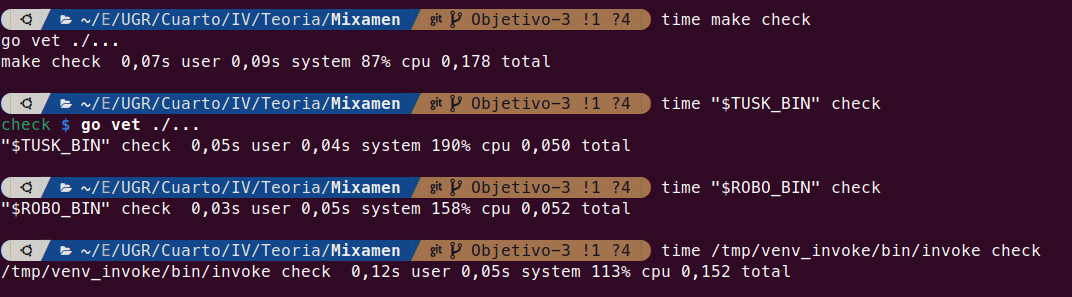 ~/E/UGR/Cuarto/IV/Teoria/Mixamen git Objetivo-3 !1 ?4 time make check
go vet ./...
make check 0,07s user 0,09s system 87% cpu 0,178 total
~/E/UGR/Cuarto/IV/Teoria/Mixamen git Objetivo-3 !1 ?4 time "$TUSK_BIN" check
check $ go vet ./...
"$TUSK_BIN" check 0,05s user 0,04s system 190% cpu 0,050 total
~/E/UGR/Cuarto/IV/Teoria/Mixamen git Objetivo-3 !1 ?4 time "$ROBO_BIN" check
"$ROBO_BIN" check 0,03s user 0,05s system 158% cpu 0,052 total
~/E/UGR/Cuarto/IV/Teoria/Mixamen git Objetivo-3 !1 ?4 time /tmp/venv_invoke/bin/invoke check
/tmp/venv_invoke/bin/invoke check 0,12s user 0,05s system 113% cpu 0,152 total